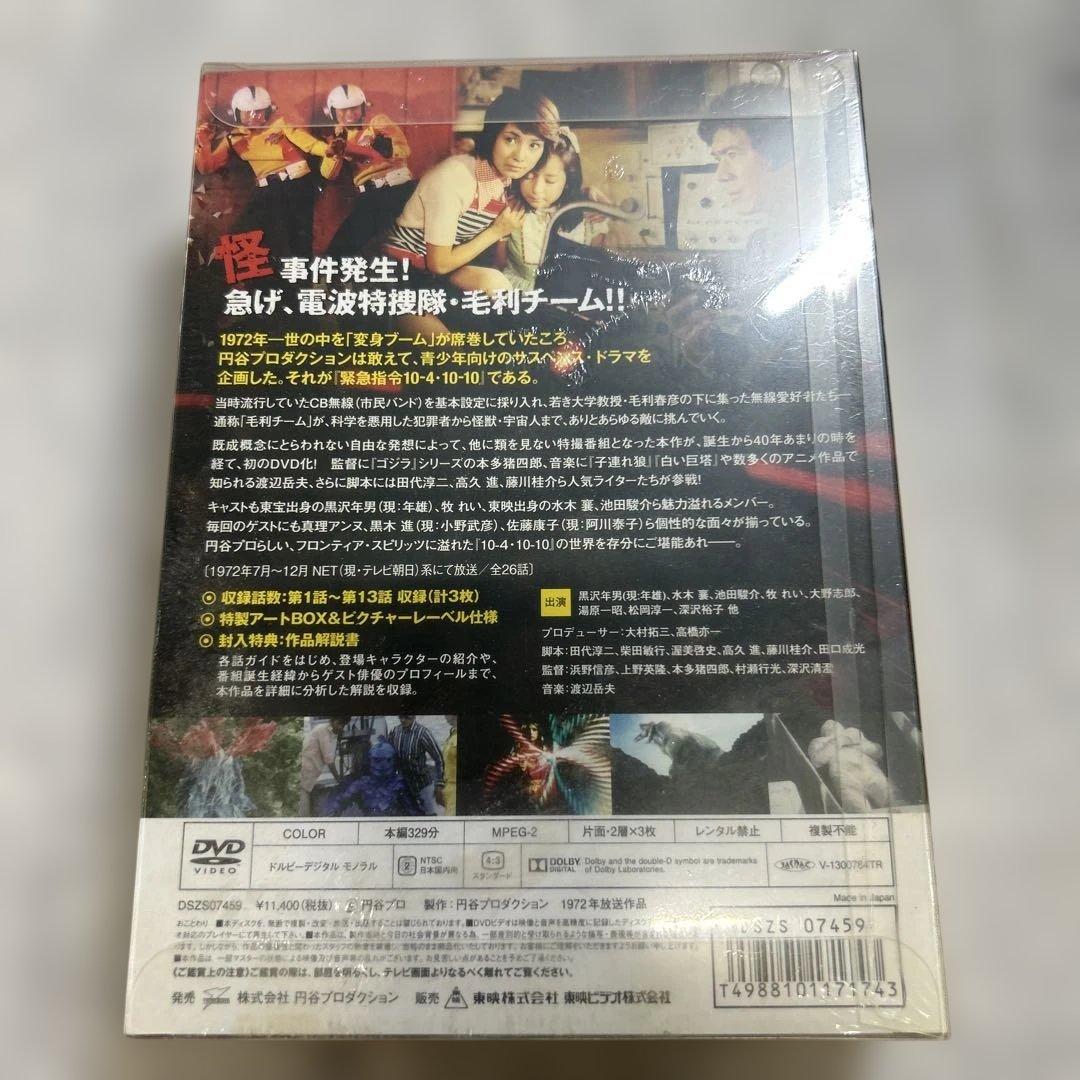 怪事件発生!
急げ、電波特捜隊・毛利チーム!!
1972年―世の中を「変身ブーム」が席巻していたころ、
円谷プロダクションは敢えて、青少年向けのサスペンス・ドラマを
企画した。それが『緊急指令10-4・10-10』である。
当時流行していたCB無線(市民バンド)を基本設定に採り入れ、若き大学教授・毛利春彦の下に集った無線愛好者たち―
通称「毛利チーム」が、科学を悪用した犯罪者から怪獣・宇宙人まで、ありとあらゆる敵に挑んでいく。
既成概念にとらわれない自由な発想によって、他に類を見ない特撮番組となった本作が、誕生から40年あまりの時を
経て、初のDVD化! 監督に『ゴジラ』シリーズの本多猪四郎、音楽に『子連れ狼』『白い巨塔』や数多くのアニメ作品で
知られる渡辺岳夫、さらに脚本には田代淳二、高久 進、藤川桂介ら人気ライターたちが参戦!
キャストも東宝出身の黒沢年男(現:年雄)、牧 れい、東映出身の水木 襄、池田駿介ら魅力溢れるメンバー。
毎回のゲストにも真理アンヌ、黒木 進(現:小野武彦)、佐藤康子(現:阿川泰子)ら個性的な面々が揃っている。
円谷プロらしい、フロンティア・スピリッツに溢れた『10-4・10-10』の世界を存分にご堪能あれ――。
〔1972年7月~12月 NET(現・テレビ朝日)系にて放送/全26話〕
◎ 収録話数:第1話~第13話 収録(計3枚)
◎ 特製アートBOX&ピクチャーレーベル仕様
◎ 封入特典:作品解説書
各話ガイドをはじめ、登場キャラクターの紹介や、
番組誕生経緯からゲスト俳優のプロフィールまで、
本作品を詳細に分析した解説を収録。
出演 黒沢年男(現:年雄)、水木 襄、池田駿介、牧 れい、大野志郎、
湯原一昭、松岡淳一、深沢裕子 他
プロデューサー:大村拓三、高橋亦一
脚本:田代淳二、柴田敏行、渥美啓史、高久 進、藤川桂介、田口成光
監督:浜野信彦、上野英隆、本多猪四郎、村瀬行光、深沢清澄
音楽:渡辺岳夫
DVD VIDEO
COLOR 本編329分 MPEG-2 片面・2層×3枚 レンタル禁止 複製不能
ドルビーデジタル モノラル 2 NTSC 日本国内向 4:3 スタンダード DOLBY DIGITAL Dolby and the double-D symbol are trademarks of Dolby Laboratories. V-1300764TR
DSZS07459 ¥11,400(税抜) Ⓒ 円谷プロ 製作:円谷プロダクション 1972年放送作品 Made in Japan
DSZS 07459
《ご鑑賞上の注意》ご鑑賞の際は、部屋を明るくし、テレビ画面よりなるべく離れてご覧ください。
発売 株式会社 円谷プロダクション 販売 東映株式会社 東映ビデオ株式会社
T4988101171743